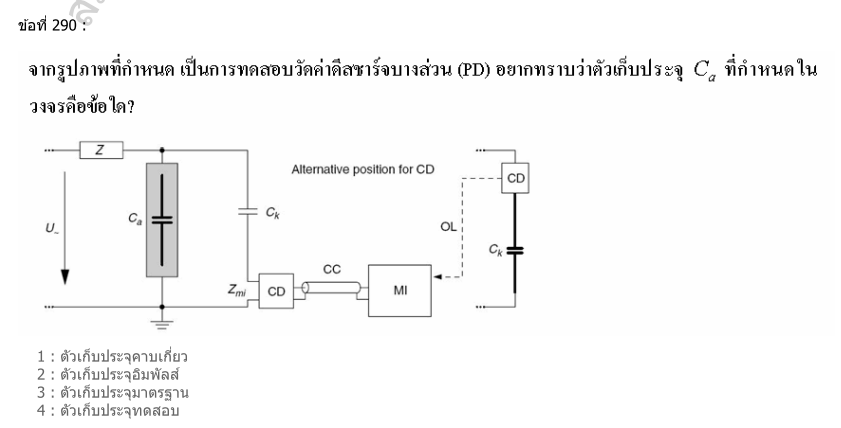 ข้อที่ 290 :
จากรูปภาพที่กำหนด เป็นการทดสอบวัดค่าดีสชาร์จบางส่วน (PD) อยากทราบว่าตัวเก็บประจุ Ca ที่กำหนดใน
วงจรคือข้อใด?
Z
Alternative position for CD
CD
Ca
Ck
U~
OL
Ck
CC
Zmi
CD
MI
1 : ตัวเก็บประจุคาบเกี่ยว
2 : ตัวเก็บประจุอิมพัลส์
3 : ตัวเก็บประจุมาตรฐาน
4 : ตัวเก็บประจุทดสอบ